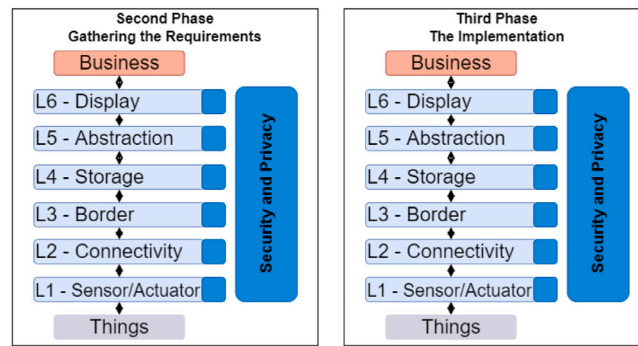 Second Phase
Gathering the Requirements
Business
L6 - Display
L5 - Abstraction
L4 - Storage
L3 - Border
L2 - Connectivity
L1 - Sensor/Actuator
Things
Security and Privacy
Third Phase
The Implementation
Business
L6 - Display
L5 - Abstraction
L4 - Storage
L3 - Border
L2 - Connectivity
L1 - Sensor/Actuator
Things
Security and Privacy